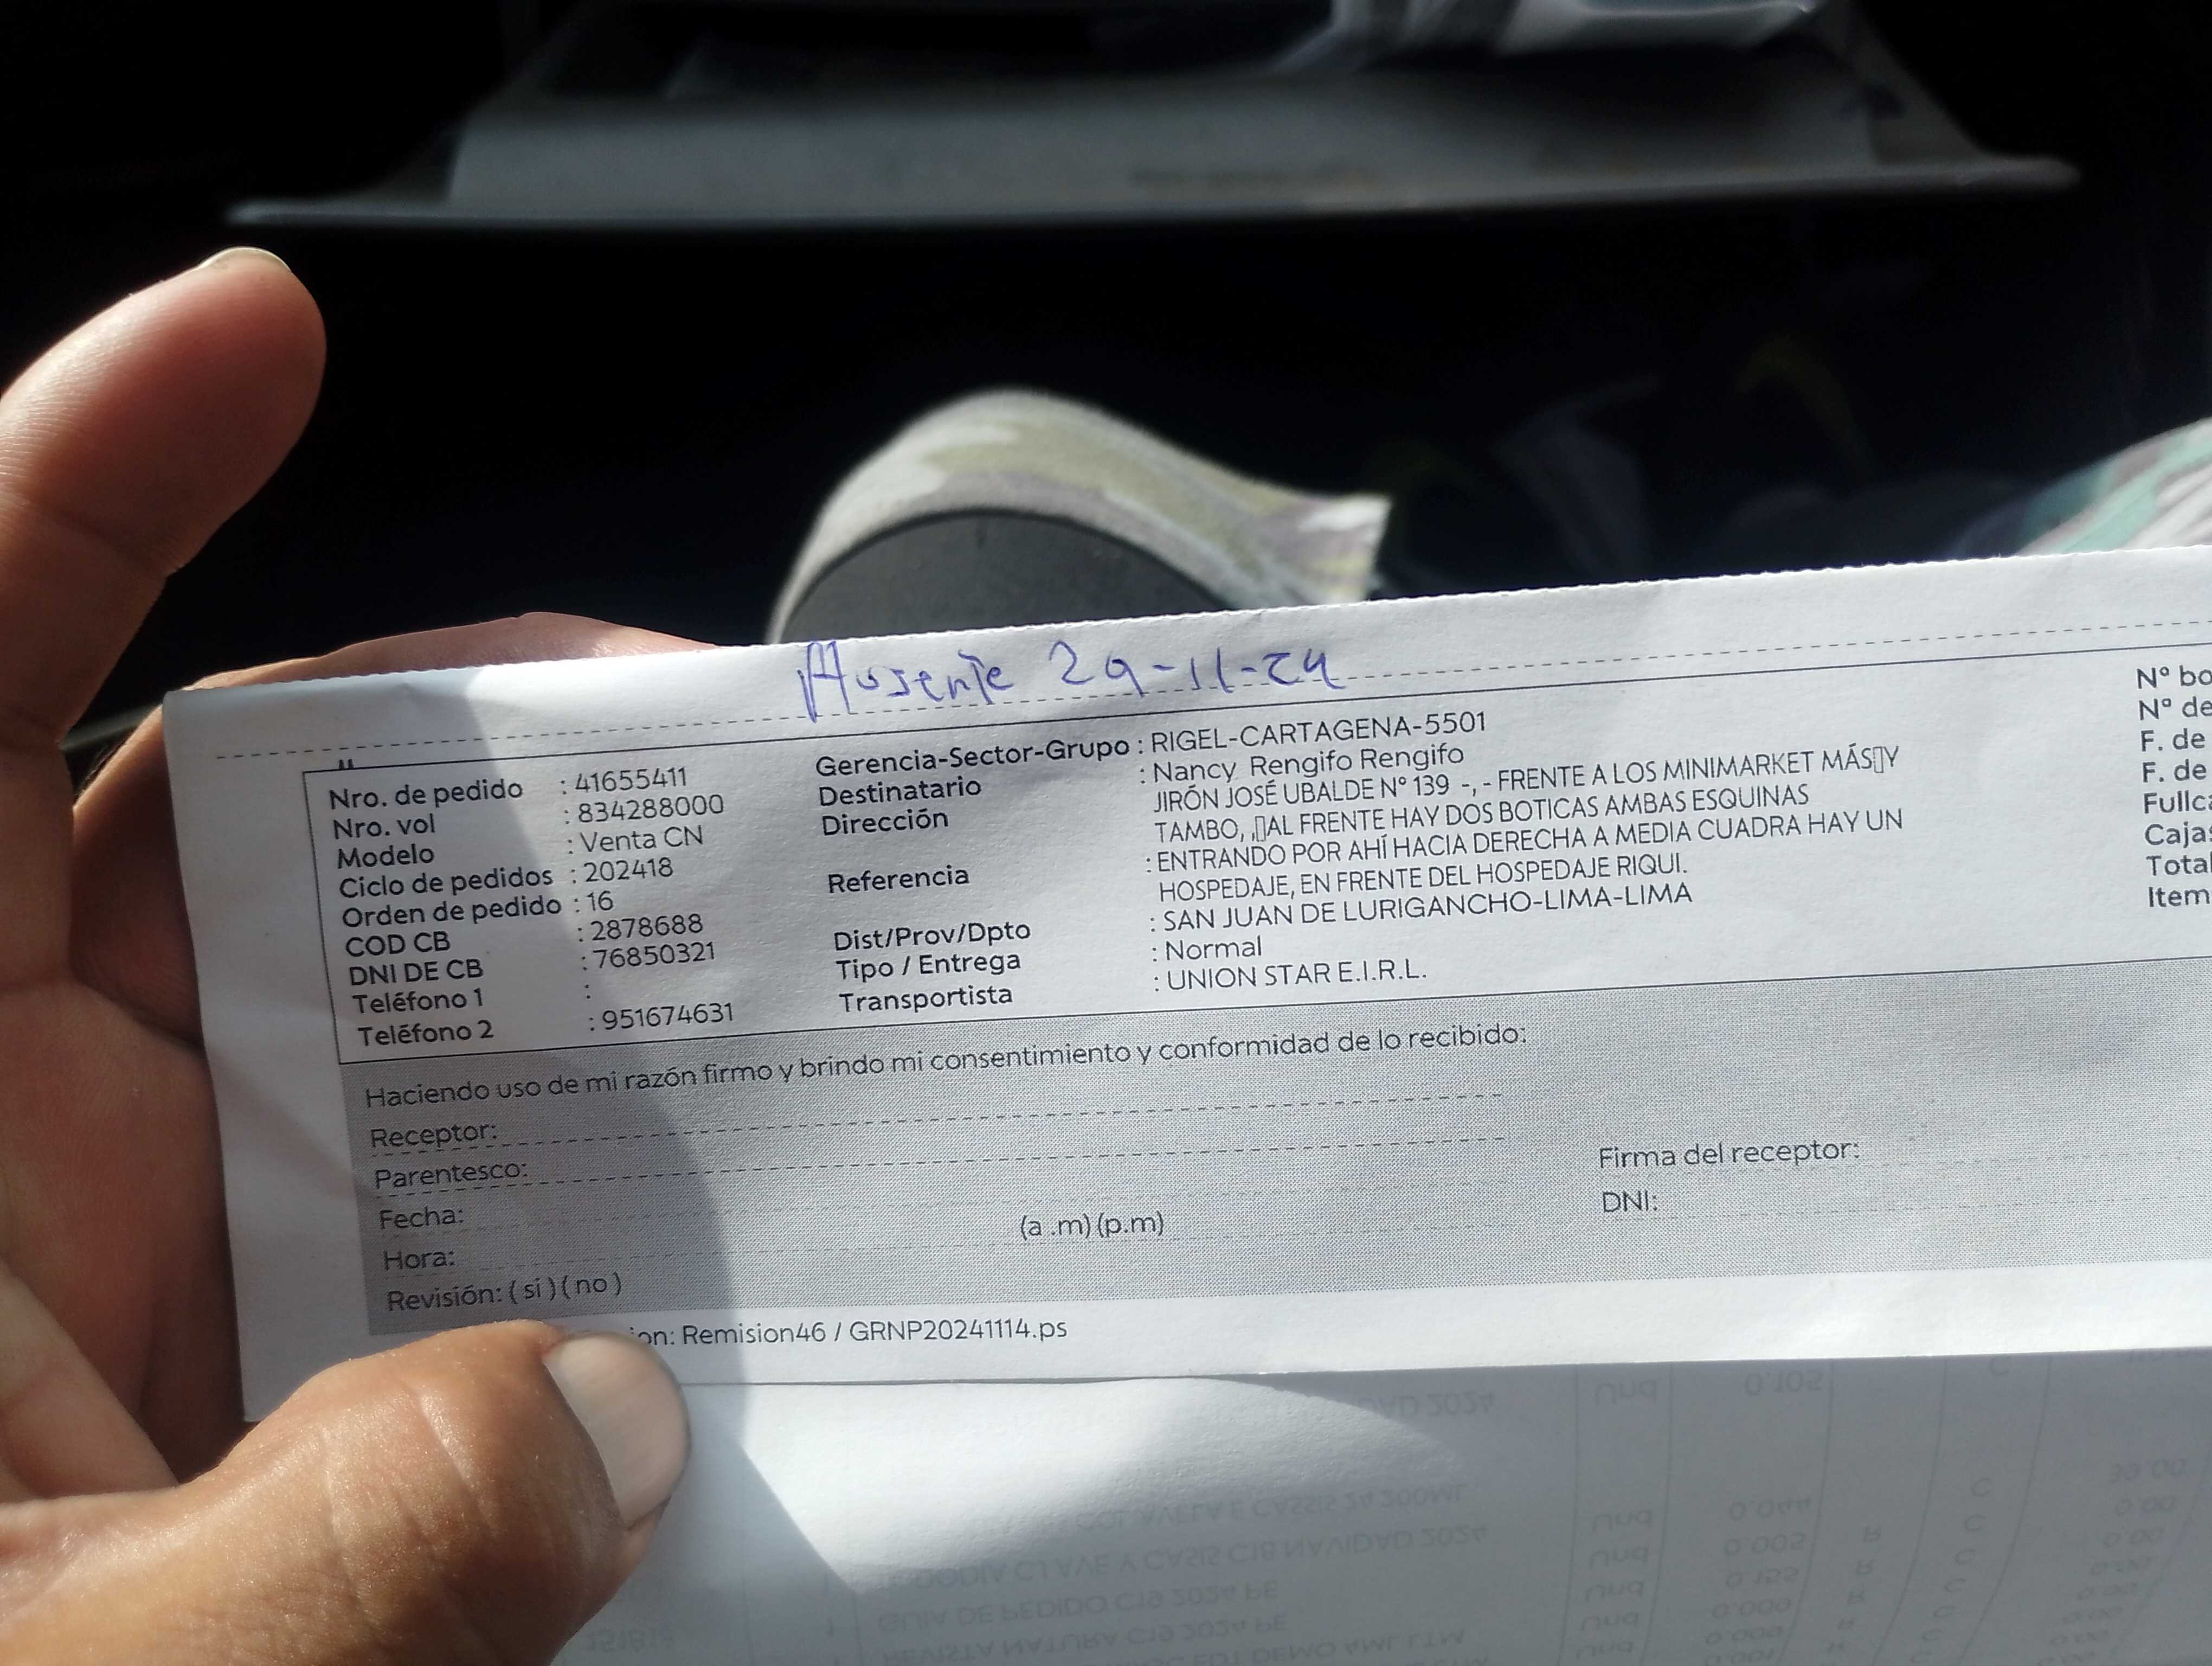 Ausente 29-11-24
Nro. de pedido : 41655411
Nro. vol : 834288000
Modelo : Venta CN
Ciclo de pedidos : 202418
Orden de pedido : 16
COD CB : 2878688
DNI DE CB : 76850321
Teléfono 1 :
Teléfono 2 : 951674631
Gerencia-Sector-Grupo : RIGEL-CARTAGENA-5501
Destinatario : Nancy Rengifo Rengifo
Dirección JIRÓN JOSÉ UBALDE N° 139 -, - FRENTE A LOS MINIMARKET MÁS▯Y
TAMBO, ,▯AL FRENTE HAY DOS BOTICAS AMBAS ESQUINAS
Referencia : ENTRANDO POR AHÍ HACIA DERECHA A MEDIA CUADRA HAY UN
HOSPEDAJE, EN FRENTE DEL HOSPEDAJE RIQUI.
Dist/Prov/Dpto : SAN JUAN DE LURIGANCHO-LIMA-LIMA
Tipo / Entrega : Normal
Transportista : UNION STAR E.I.R.L.
N° bo
N° de
F. de
F. de
Fullca
Cajas
Total
Item
Haciendo uso de mi razón firmo y brindo mi consentimiento y conformidad de lo recibido:
Receptor:
Parentesco:
Fecha:
Hora: (a .m) (p.m)
Revisión: ( si ) ( no )
Firma del receptor:
DNI:
ion: Remision46 / GRNP20241114.ps